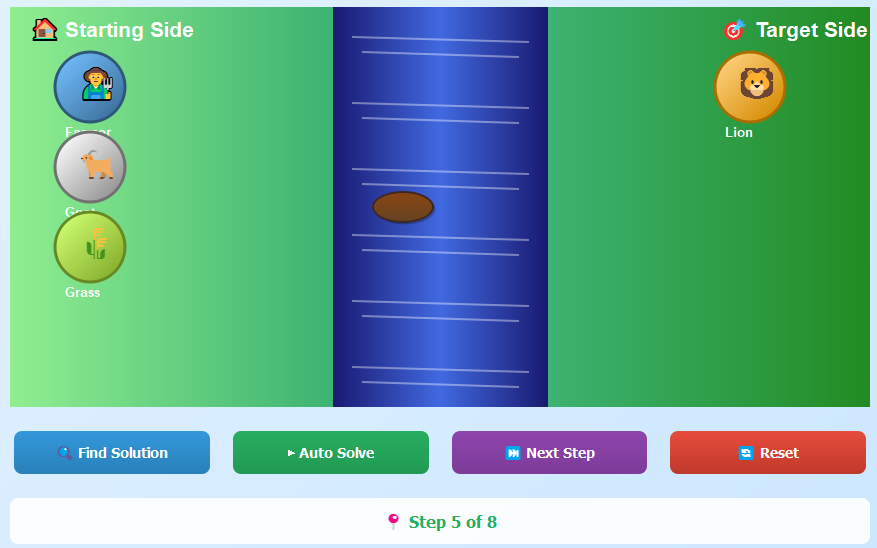 Starting Side
Target Side
Lion
Grass
Find Solution
Auto Solve
Next Step
Reset
Step 5 of 8